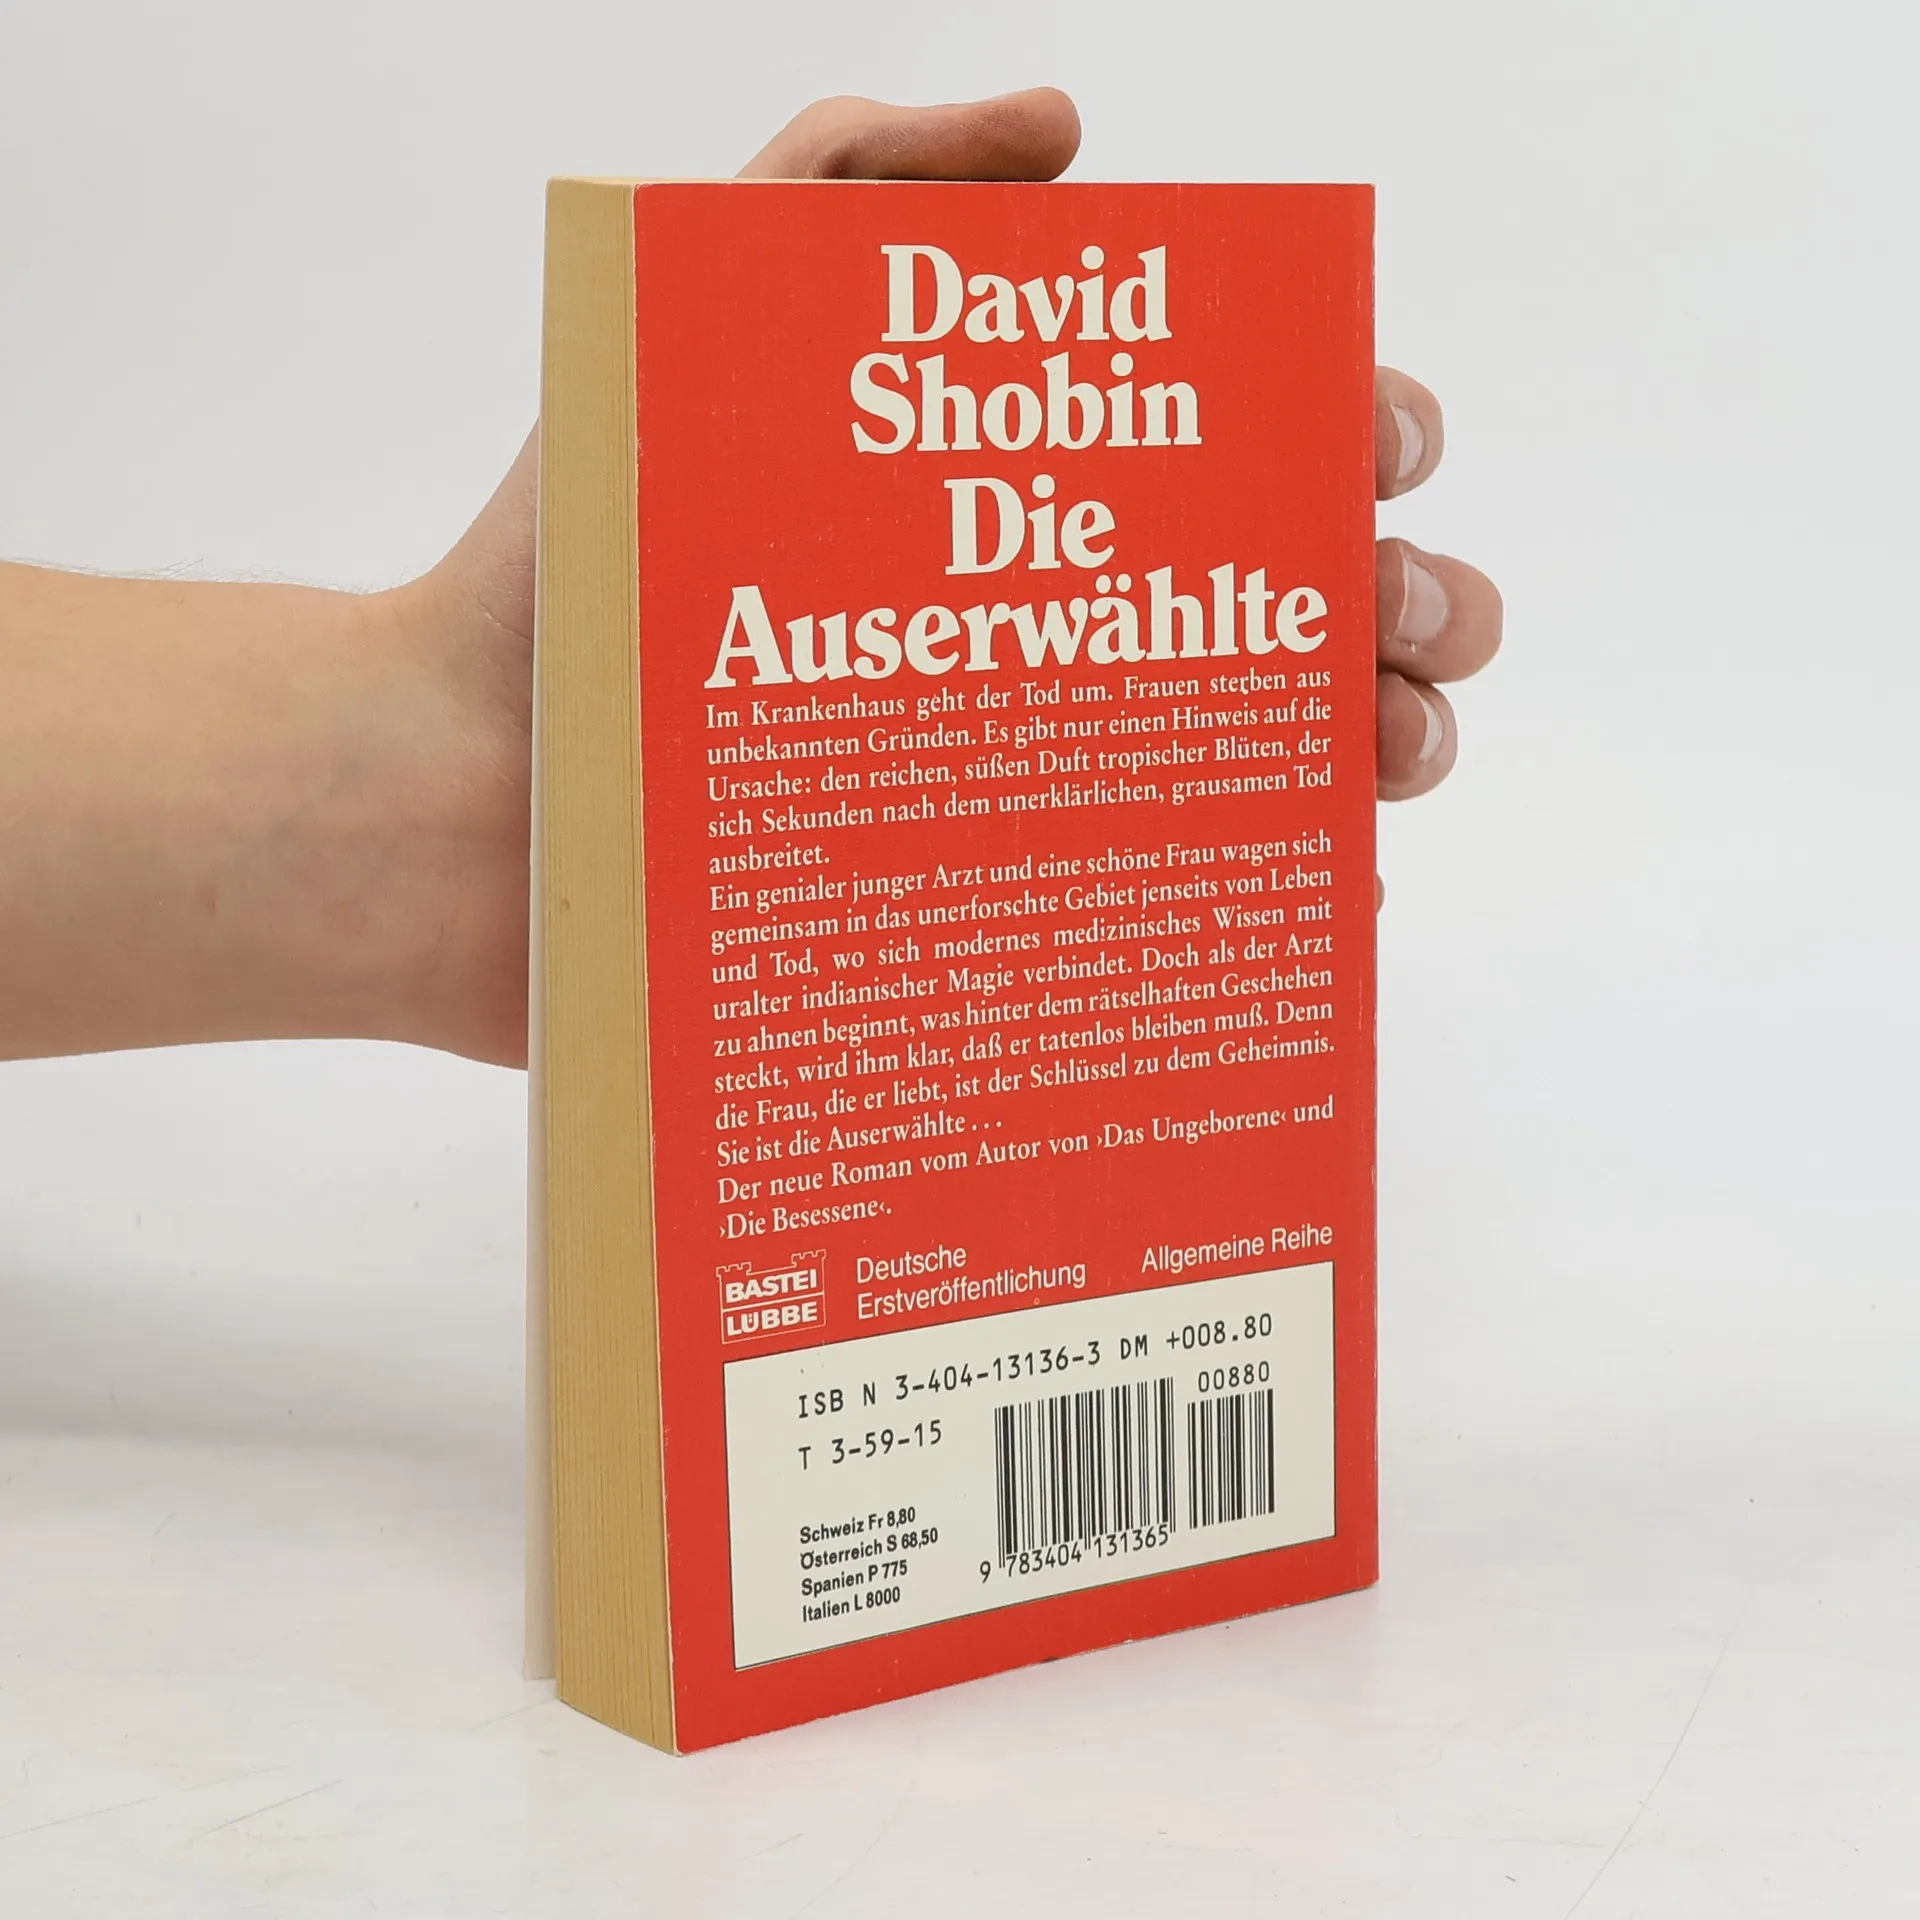 David
Shobin
Die
Auserwählte
Im Krankenhaus geht der Tod um. Frauen sterben aus
unbekannten Gründen. Es gibt nur einen Hinweis auf die
Ursache: den reichen, süßen Duft tropischer Blüten, der
sich Sekunden nach dem unerklärlichen, grausamen Tod
ausbreitet.
Ein genialer junger Arzt und eine schöne Frau wagen sich
gemeinsam in das unerforschte Gebiet jenseits von Leben
und Tod, wo sich modernes medizinisches Wissen mit
uralter indianischer Magie verbindet. Doch als der Arzt
zu ahnen beginnt, was hinter dem rätselhaften Geschehen
steckt, wird ihm klar, daß er tatenlos bleiben muß. Denn
die Frau, die er liebt, ist der Schlüssel zu dem Geheimnis.
Sie ist die Auserwählte...
Der neue Roman vom Autor von ›Das Ungeborene‹ und
›Die Besessene‹.
BASTEI
LÜBBE
Deutsche
Erstveröffentlichung
Allgemeine Reihe
ISB N 3-404-13136-3 DM +008.80
00880
T 3-59-15
Schweiz Fr 8,80
Österreich S 68,50
Spanien P 775
Italien L 8000
9 783404 131365